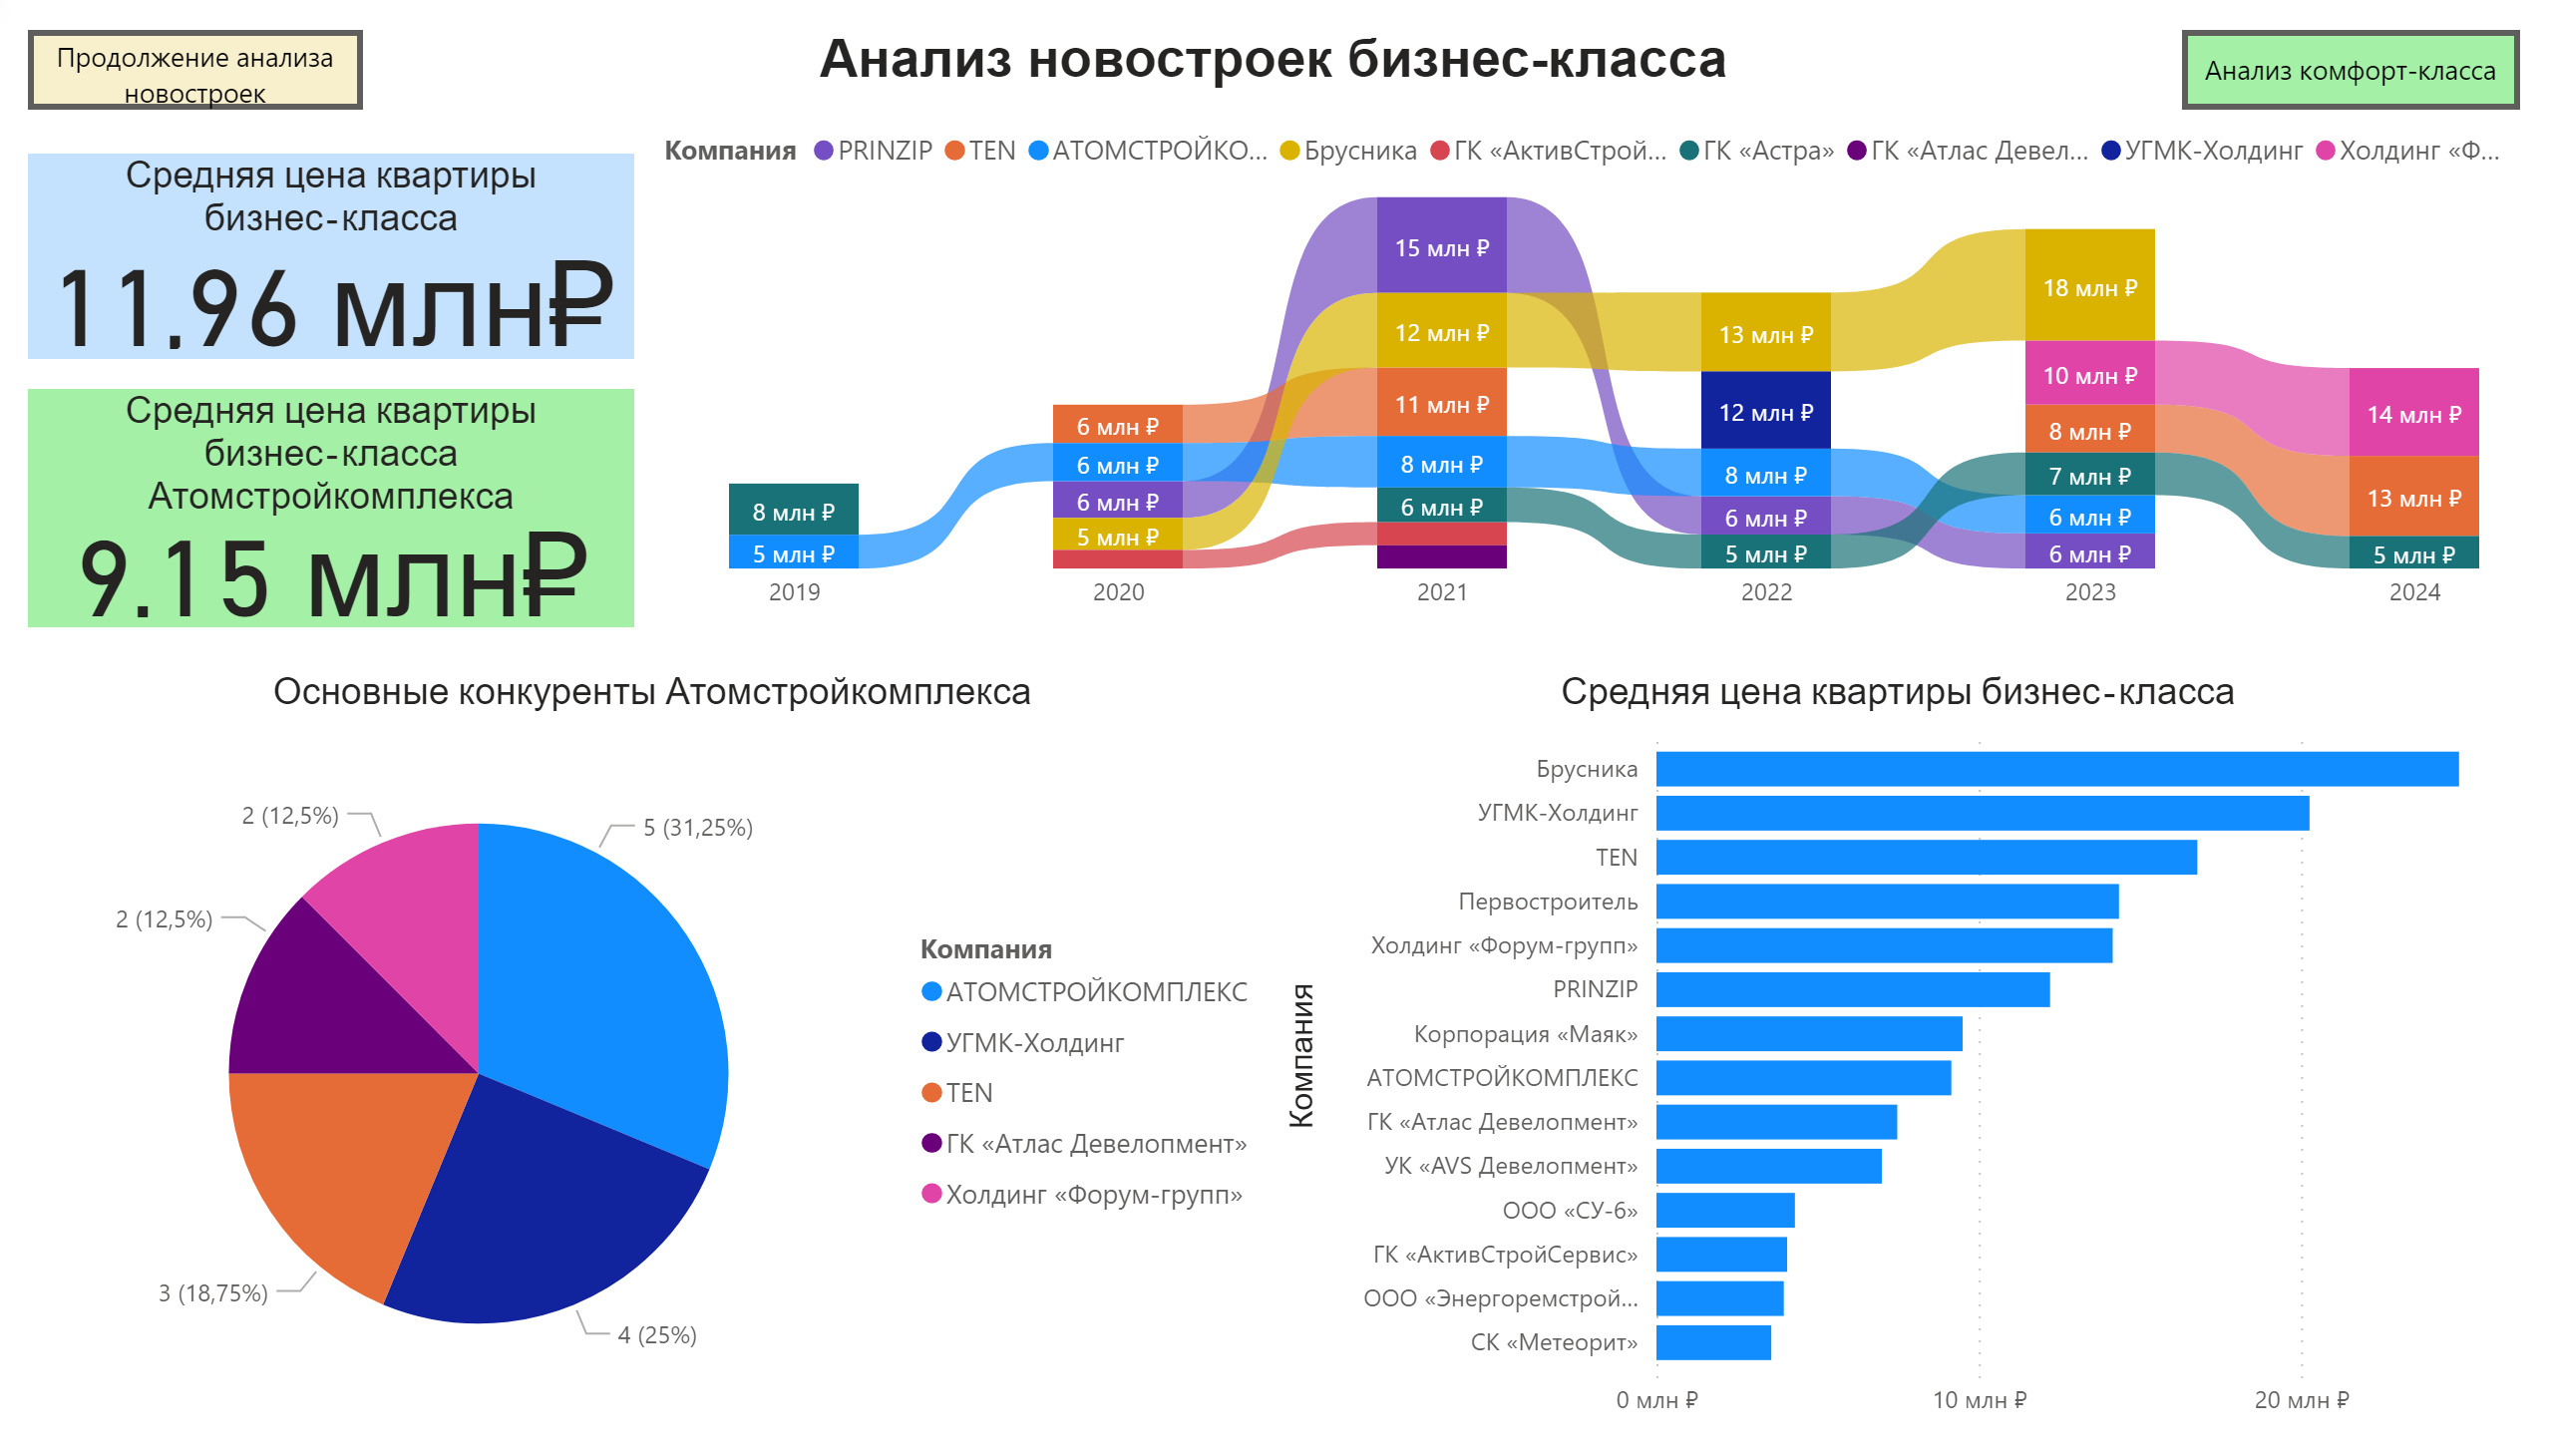 Продолжение анализа
новостроек
Анализ новостроек бизнес-класса
Анализ комфорт-класса
Средняя цена квартиры
бизнес-класса
11,96 млн₽
Средняя цена квартиры
бизнес-класса
Атомстройкомплекса
9,15 млн₽
Компания PRINZIP TEN АТОМСТРОЙКО... Брусника ГК «АктивСтрой... ГК «Астра» ГК «Атлас Девел... УГМК-Холдинг Холдинг «Ф...
8 млн ₽
5 млн ₽
2019
6 млн ₽
6 млн ₽
6 млн ₽
5 млн ₽
2020
15 млн ₽
12 млн ₽
11 млн ₽
8 млн ₽
6 млн ₽
2021
13 млн ₽
12 млн ₽
8 млн ₽
6 млн ₽
5 млн ₽
2022
18 млн ₽
10 млн ₽
8 млн ₽
7 млн ₽
6 млн ₽
6 млн ₽
2023
14 млн ₽
13 млн ₽
5 млн ₽
2024
Основные конкуренты Атомстройкомплекса
5 (31,25%)
4 (25%)
3 (18,75%)
2 (12,5%)
2 (12,5%)
Компания
АТОМСТРОЙКОМПЛЕКС
УГМК-Холдинг
TEN
ГК «Атлас Девелопмент»
Холдинг «Форум-групп»
Средняя цена квартиры бизнес-класса
Компания
Брусника
УГМК-Холдинг
TEN
Первостроитель
Холдинг «Форум-групп»
PRINZIP
Корпорация «Маяк»
АТОМСТРОЙКОМПЛЕКС
ГК «Атлас Девелопмент»
УК «AVS Девелопмент»
ООО «СУ-6»
ГК «АктивСтройСервис»
ООО «Энергоремстрой...
СК «Метеорит»
0 млн ₽ 10 млн ₽ 20 млн ₽